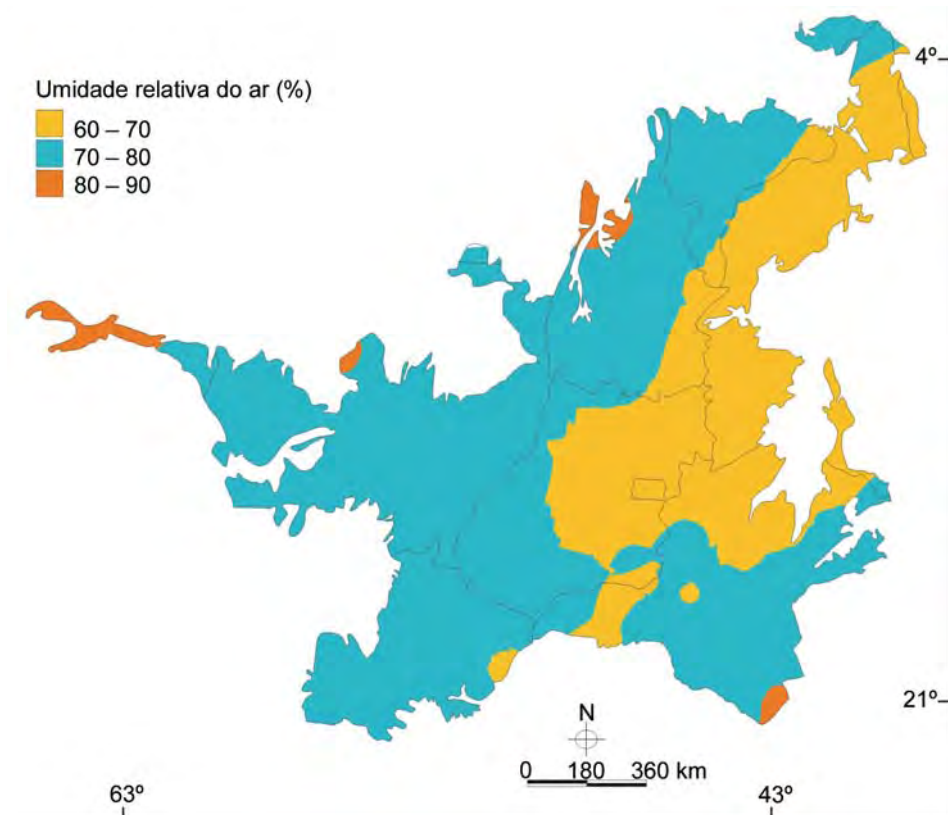 Umidade relativa do ar (%)
60 – 70
70 – 80
80 – 90
4º
21º
N
0 180 360 km
63º 43º